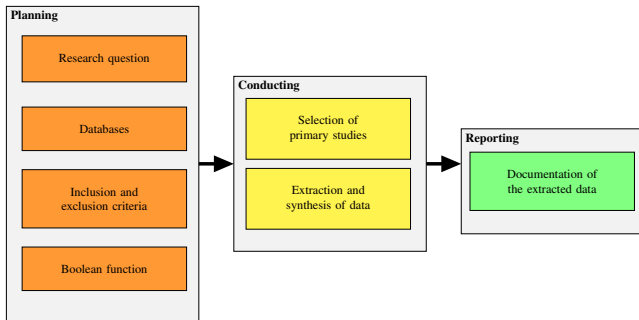 Planning
Research question
Databases
Inclusion and
exclusion criteria
Boolean function
Conducting
Selection of
primary studies
Extraction and
synthesis of data
Reporting
Documentation of
the extracted data